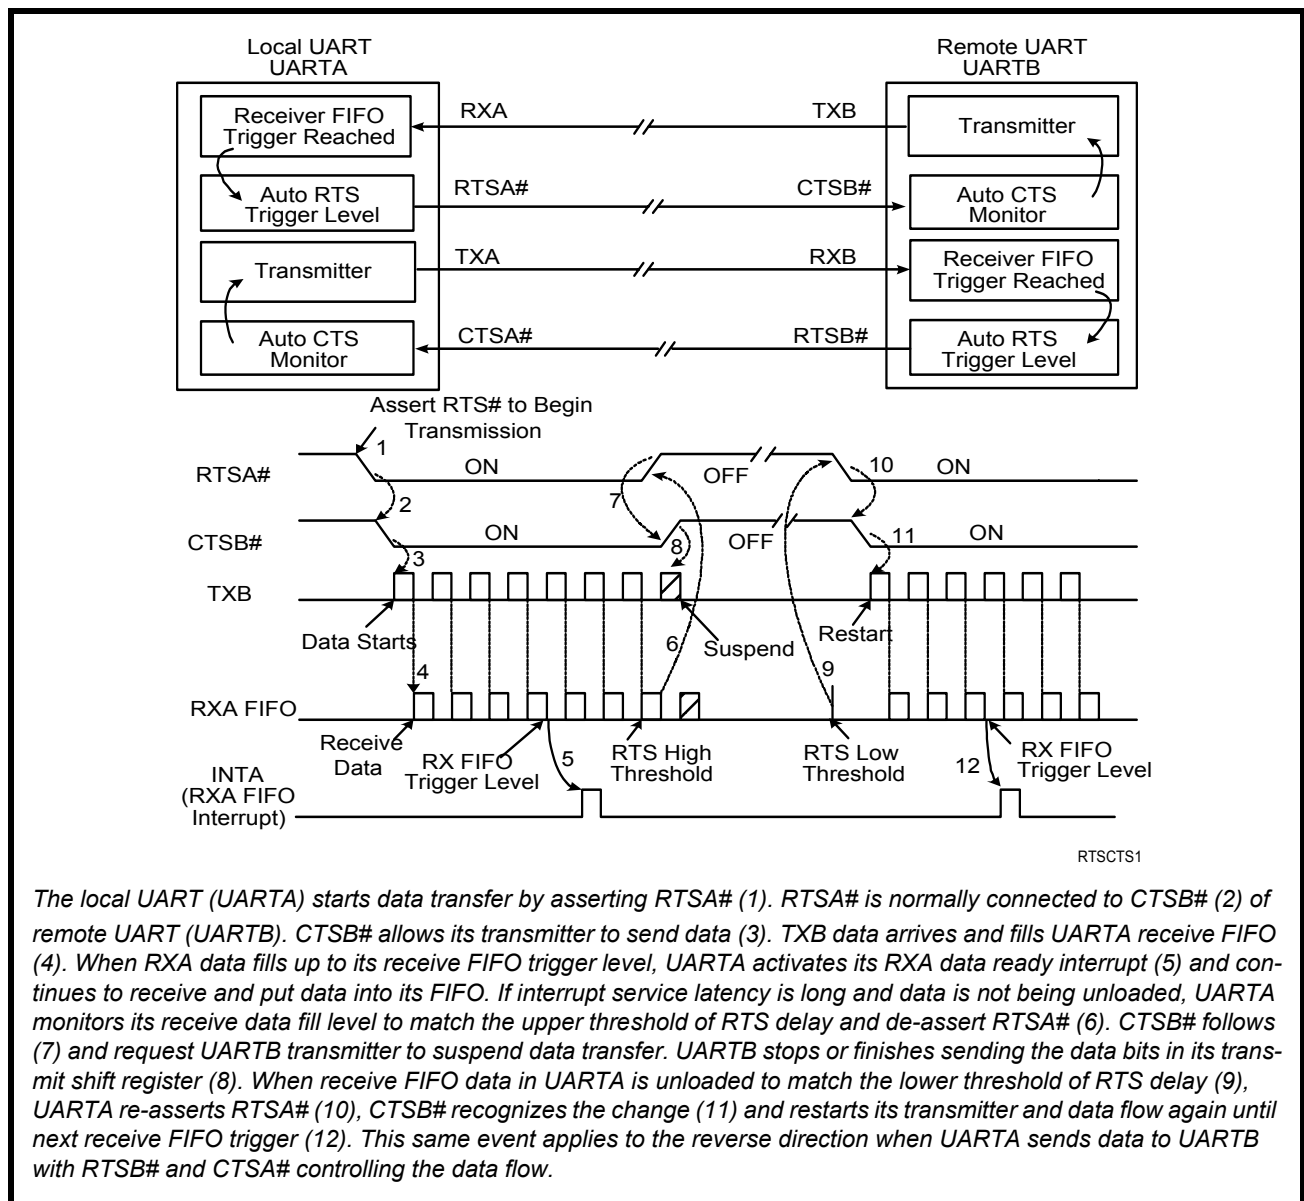 Local UART
UARTA
Remote UART
UARTB
Receiver FIFO
Trigger Reached
RXA
TXB
Transmitter
Auto RTS
Trigger Level
RTSA#
CTSB#
Auto CTS
Monitor
Transmitter
TXA
RXB
Receiver FIFO
Trigger Reached
Auto CTS
Monitor
CTSA#
RTSB#
Auto RTS
Trigger Level
Assert RTS# to Begin
Transmission
1
RTSA#
ON
OFF
10
ON
2
7
CTSB#
ON
8
OFF
11
ON
3
TXB
Data Starts
6
Suspend
Restart
4
9
RXA FIFO
Receive
Data
RX FIFO
Trigger Level
5
RTS High
Threshold
RTS Low
Threshold
12
RX FIFO
Trigger Level
INTA
(RXA FIFO
Interrupt)
RTSCTS1
The local UART (UARTA) starts data transfer by asserting RTSA# (1). RTSA# is normally connected to CTSB# (2) of
remote UART (UARTB). CTSB# allows its transmitter to send data (3). TXB data arrives and fills UARTA receive FIFO
(4). When RXA data fills up to its receive FIFO trigger level, UARTA activates its RXA data ready interrupt (5) and con-
tinues to receive and put data into its FIFO. If interrupt service latency is long and data is not being unloaded, UARTA
monitors its receive data fill level to match the upper threshold of RTS delay and de-assert RTSA# (6). CTSB# follows
(7) and request UARTB transmitter to suspend data transfer. UARTB stops or finishes sending the data bits in its trans-
mit shift register (8). When receive FIFO data in UARTA is unloaded to match the lower threshold of RTS delay (9),
UARTA re-asserts RTSA# (10), CTSB# recognizes the change (11) and restarts its transmitter and data flow again until
next receive FIFO trigger (12). This same event applies to the reverse direction when UARTA sends data to UARTB
with RTSB# and CTSA# controlling the data flow.